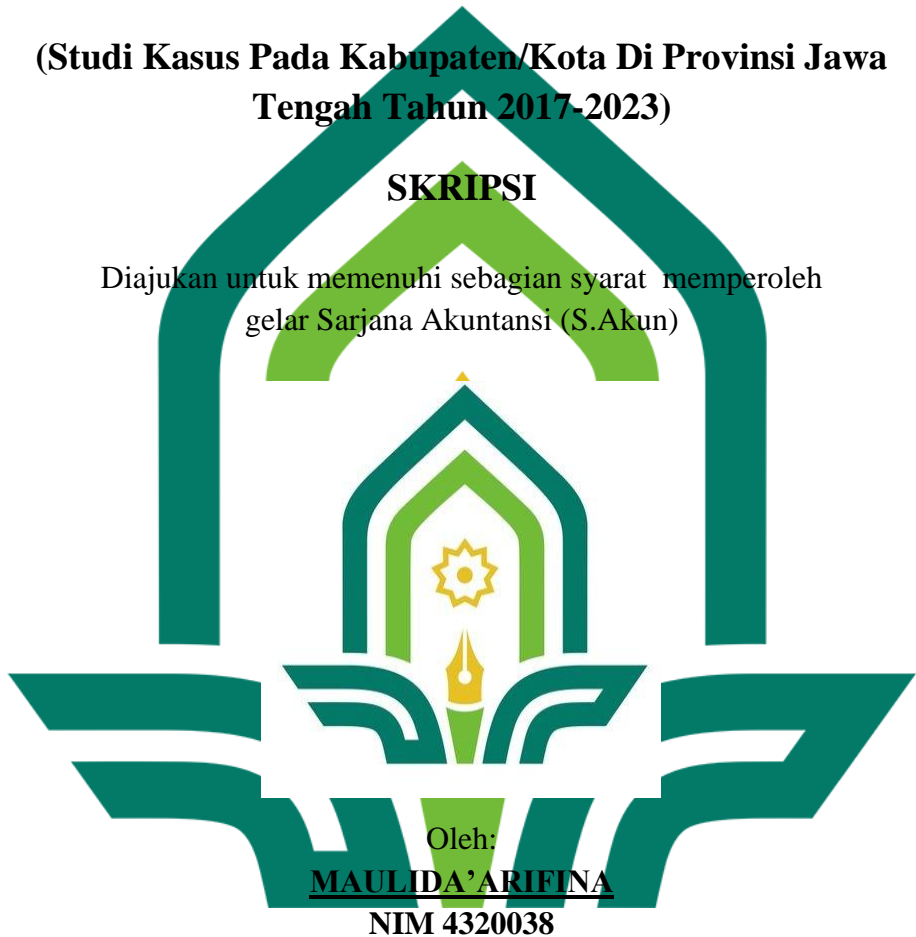 (Studi Kasus Pada Kabupaten/Kota Di Provinsi Jawa
Tengah Tahun 2017-2023)
SKRIPSI
Diajukan untuk memenuhi sebagian syarat memperoleh
gelar Sarjana Akuntansi (S.Akun)
Oleh:
MAULIDA’ARIFINA
NIM 4320038